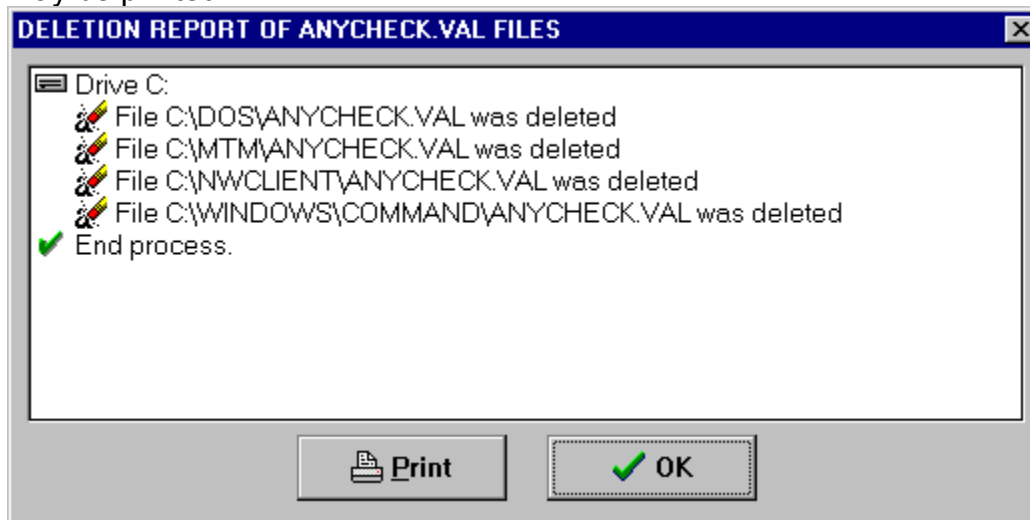 DELETION REPORT OF ANYCHECK.VAL FILES
Drive C:
File C:\DOS\ANYCHECK.VAL was deleted
File C:\MTM\ANYCHECK.VAL was deleted
File C:\NWCLIENT\ANYCHECK.VAL was deleted
File C:\WINDOWS\COMMAND\ANYCHECK.VAL was deleted
End process.
Print
OK